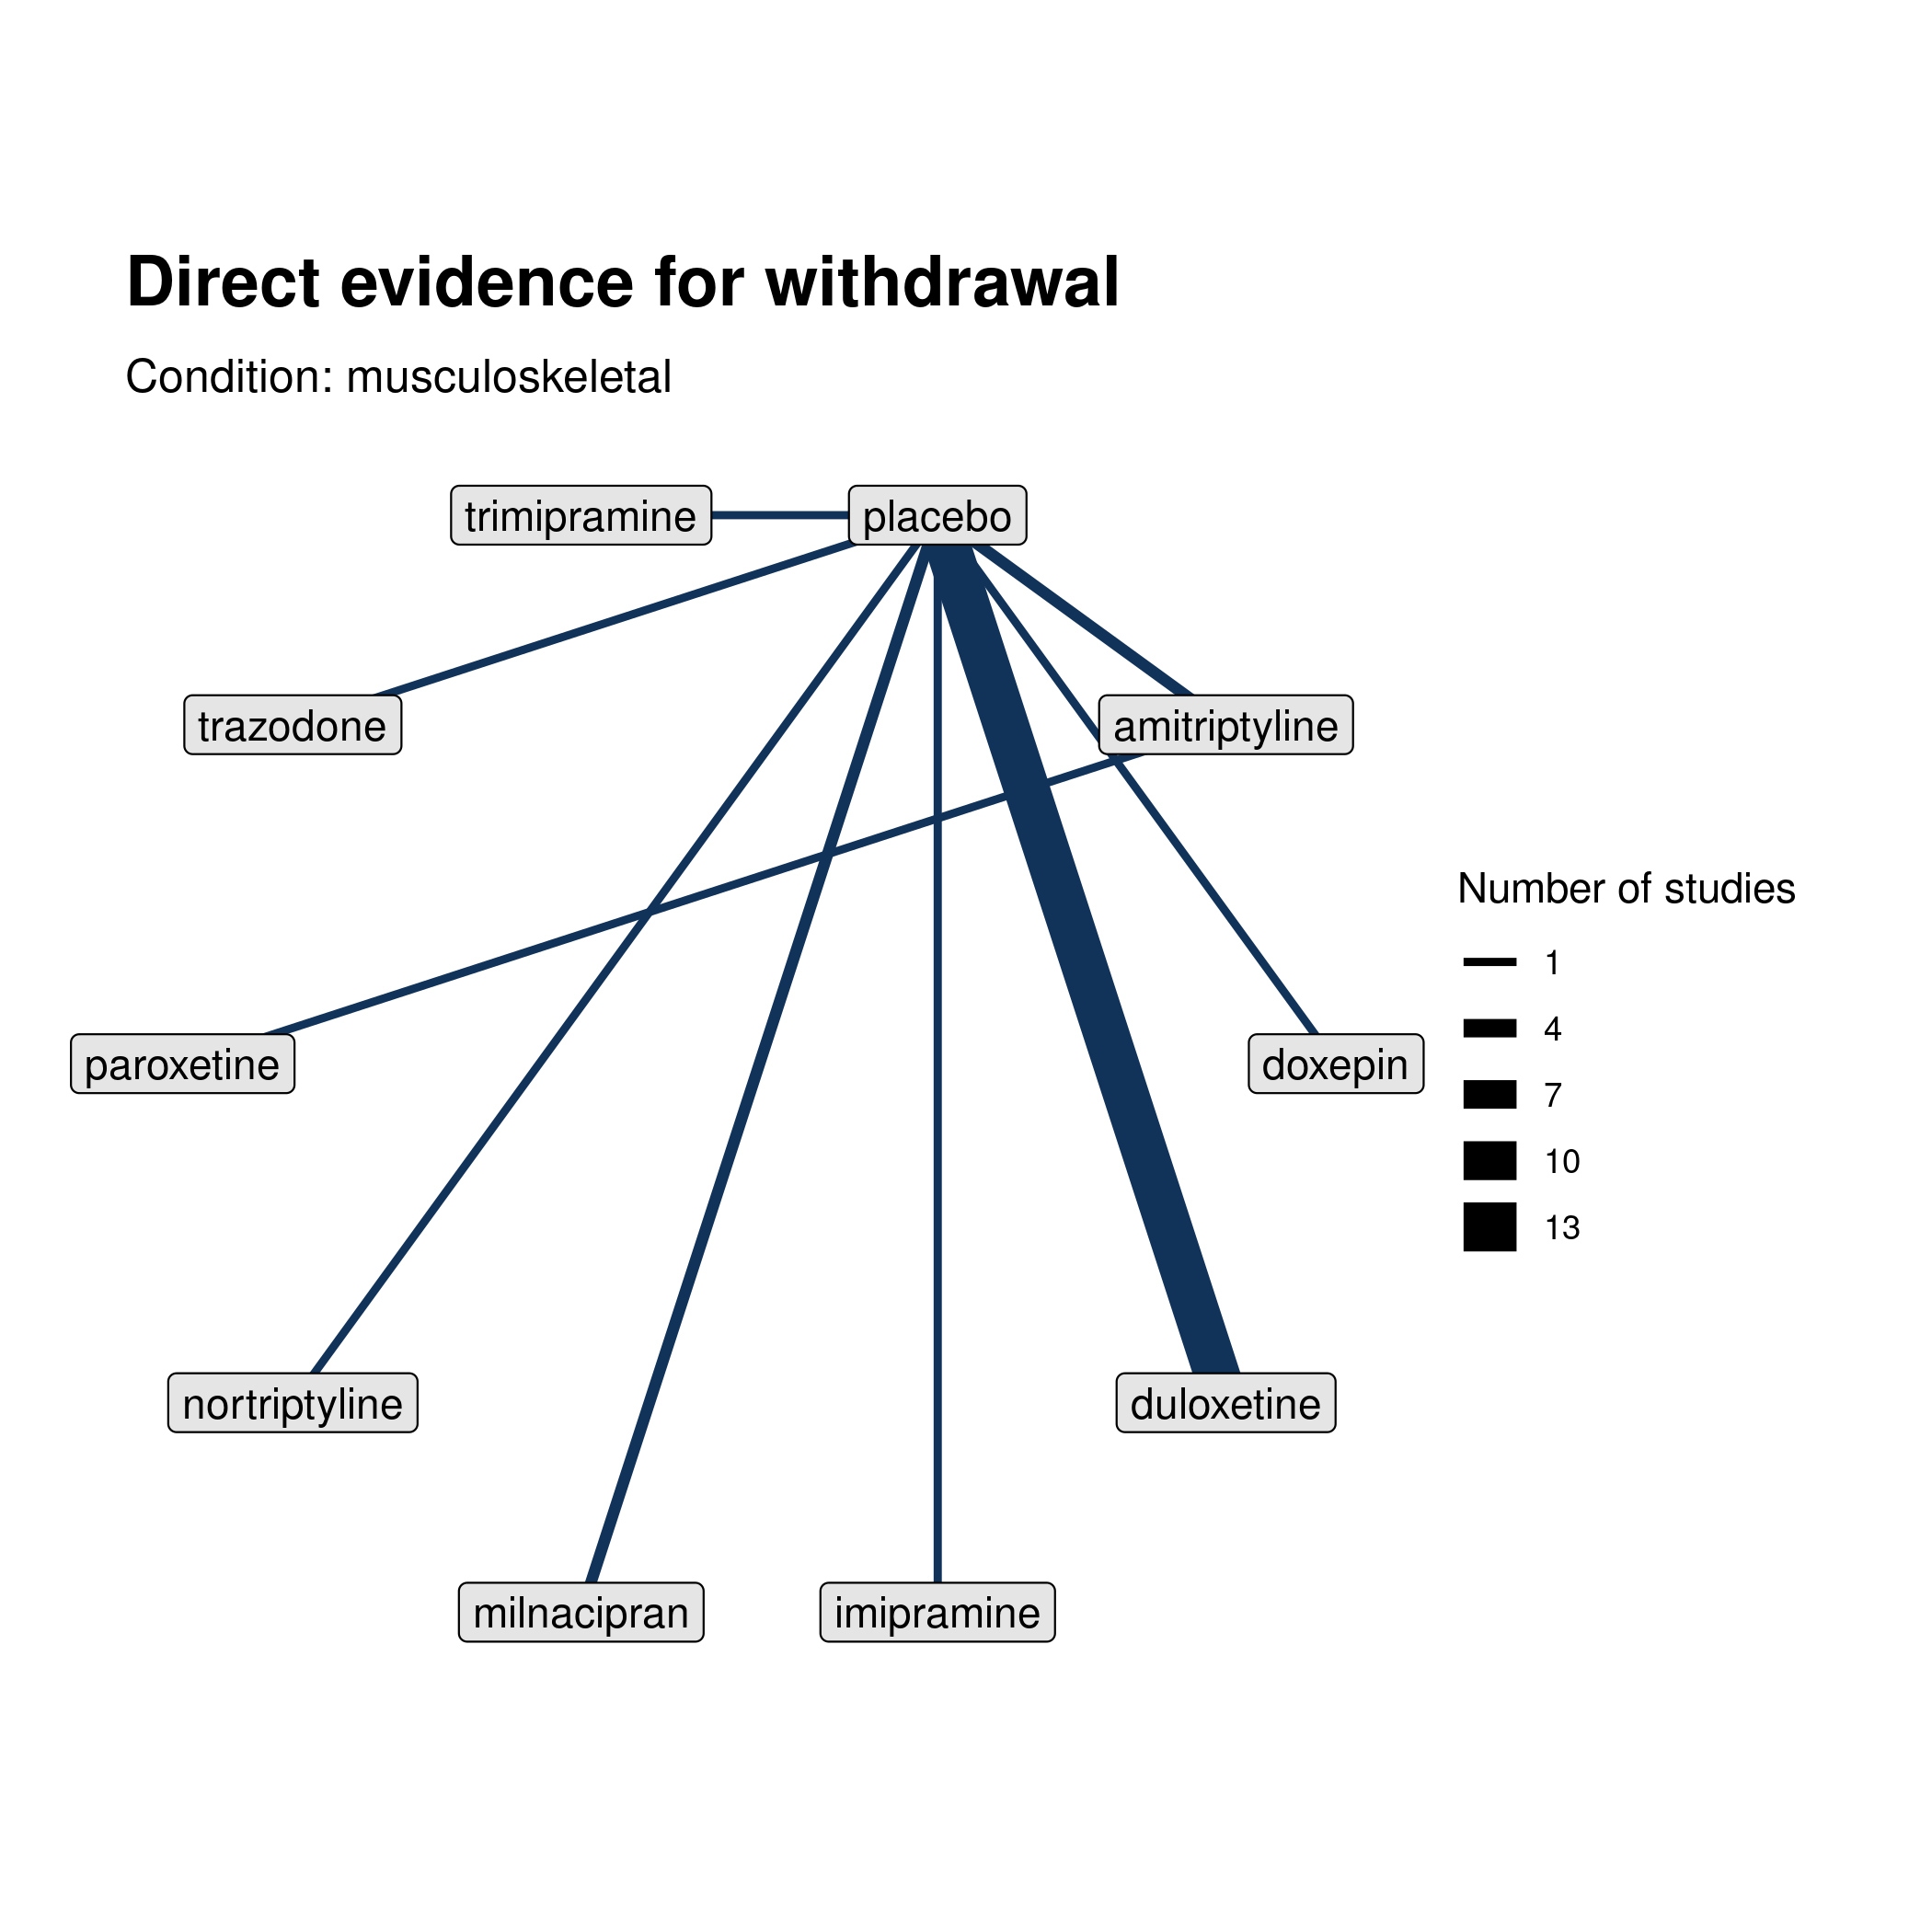 Direct evidence for withdrawal
Condition: musculoskeletal
trimipramine
placebo
trazodone
amitriptyline
paroxetine
doxepin
nortriptyline
duloxetine
milnacipran
imipramine
Number of studies
1
4
7
10
13